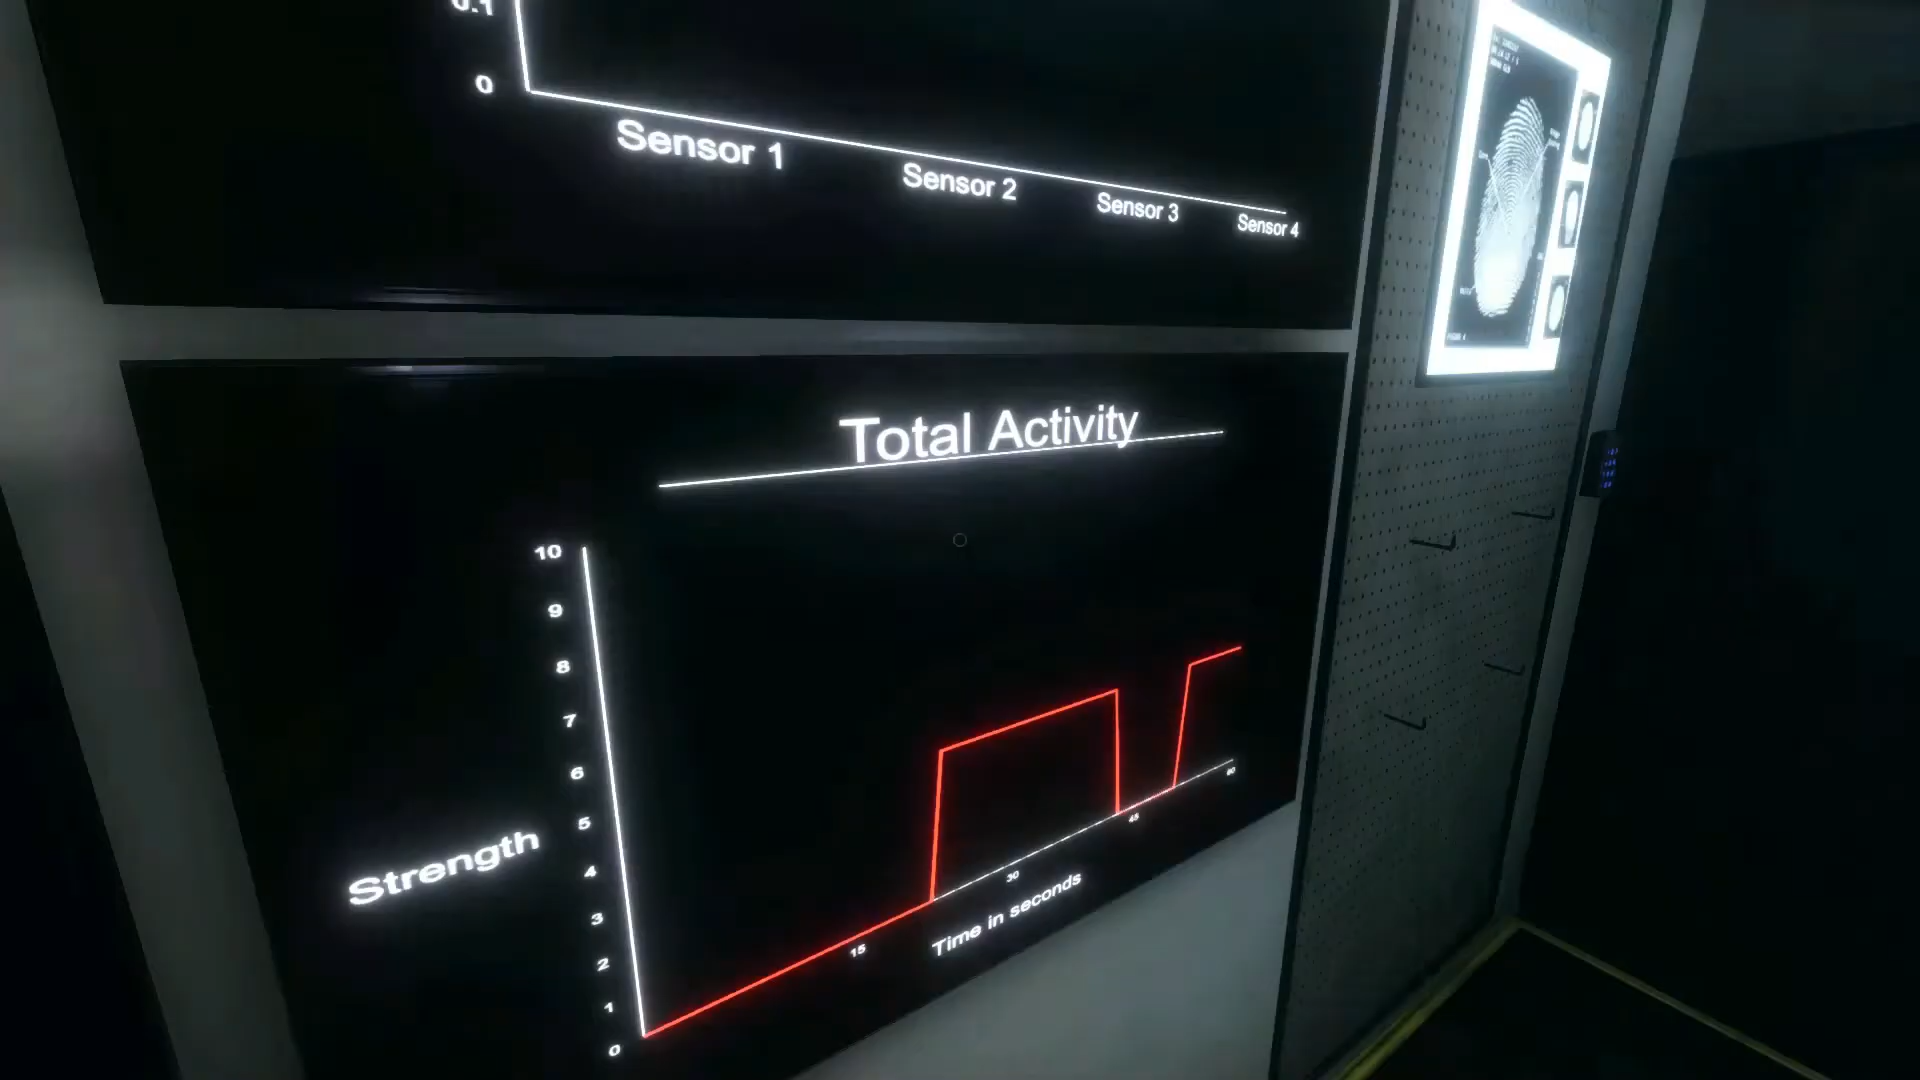 0.1
0
Sensor 1
Sensor 2
Sensor 3
Sensor 4
Total Activity
10
9
8
7
6
5
4
3
2
1
0
Strength
15
30
45
60
Time in seconds